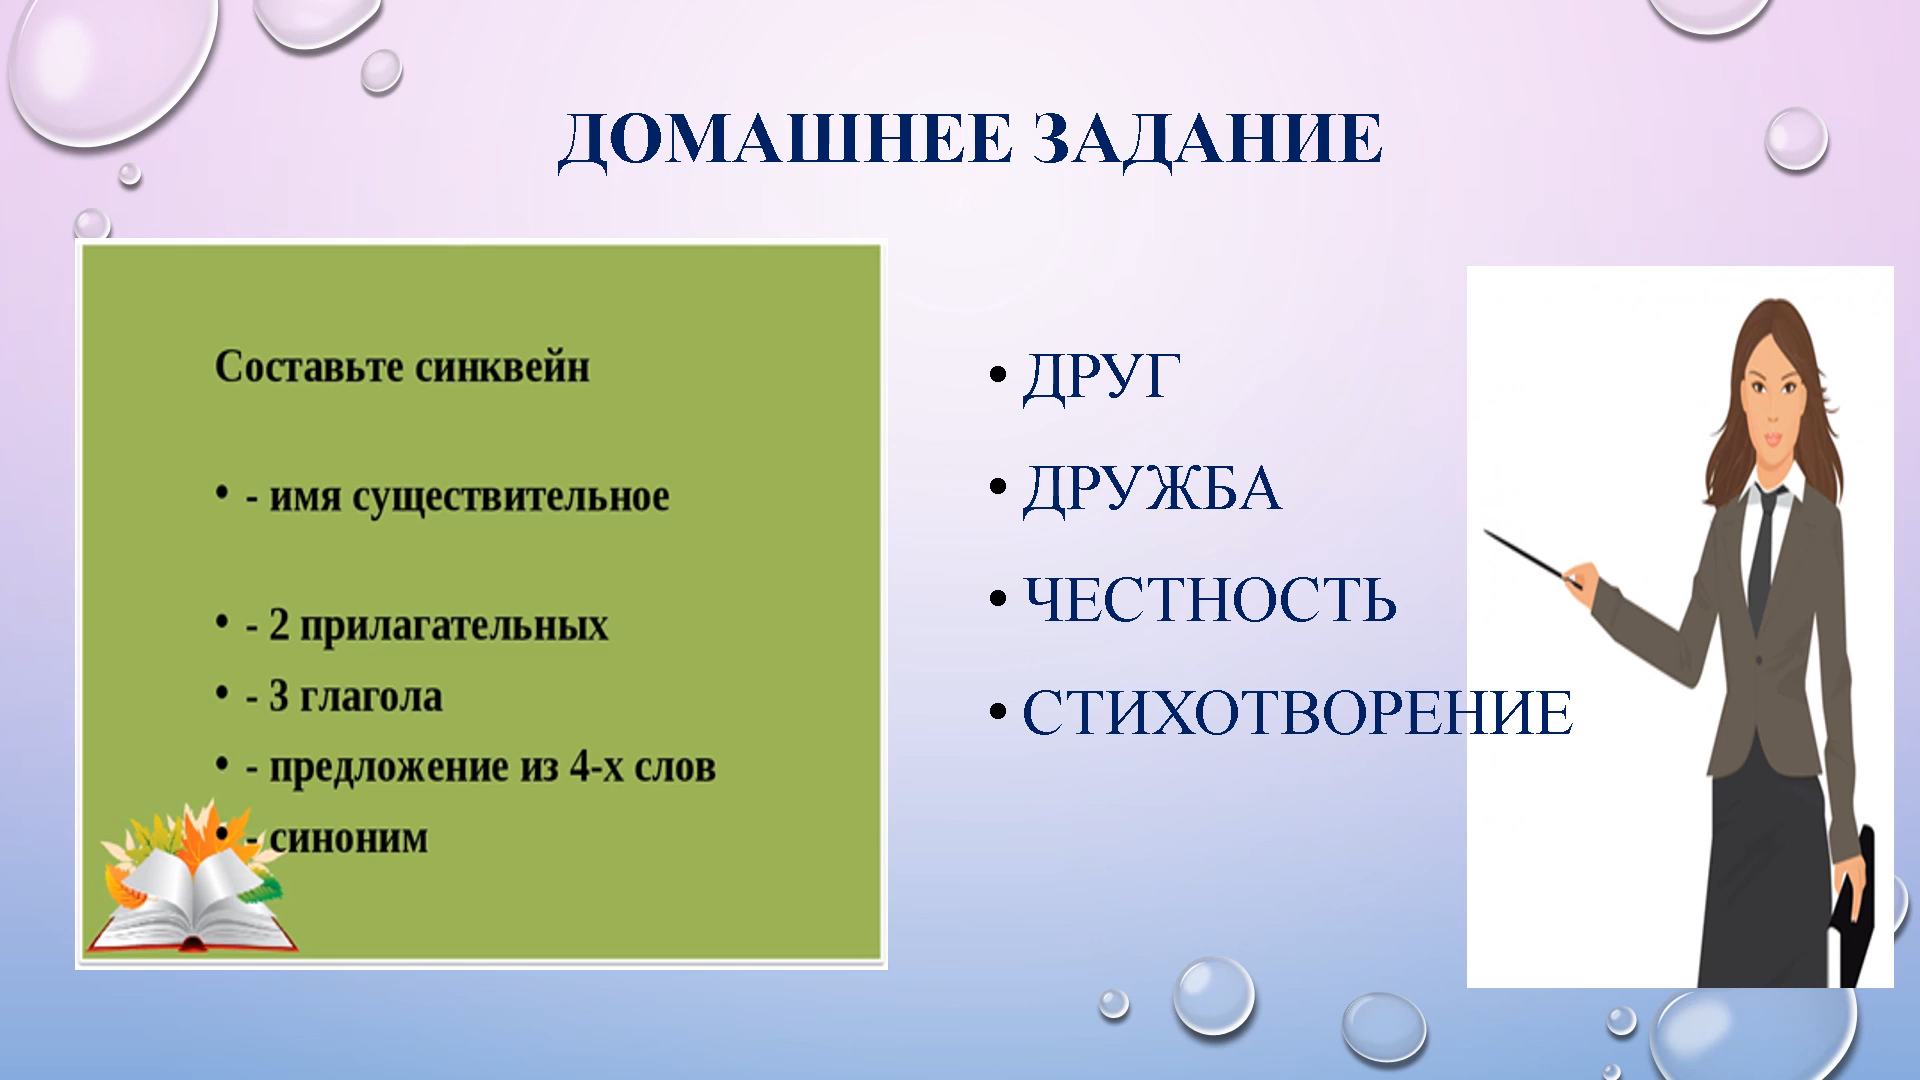 ДОМАШНЕЕ ЗАДАНИЕ
Составьте синквейн
• - имя существительное
• - 2 прилагательных
• - 3 глагола
• - предложение из 4-х слов
• - синоним
• ДРУГ
• ДРУЖБА
• ЧЕСТНОСТЬ
• СТИХОТВОРЕНИЕ